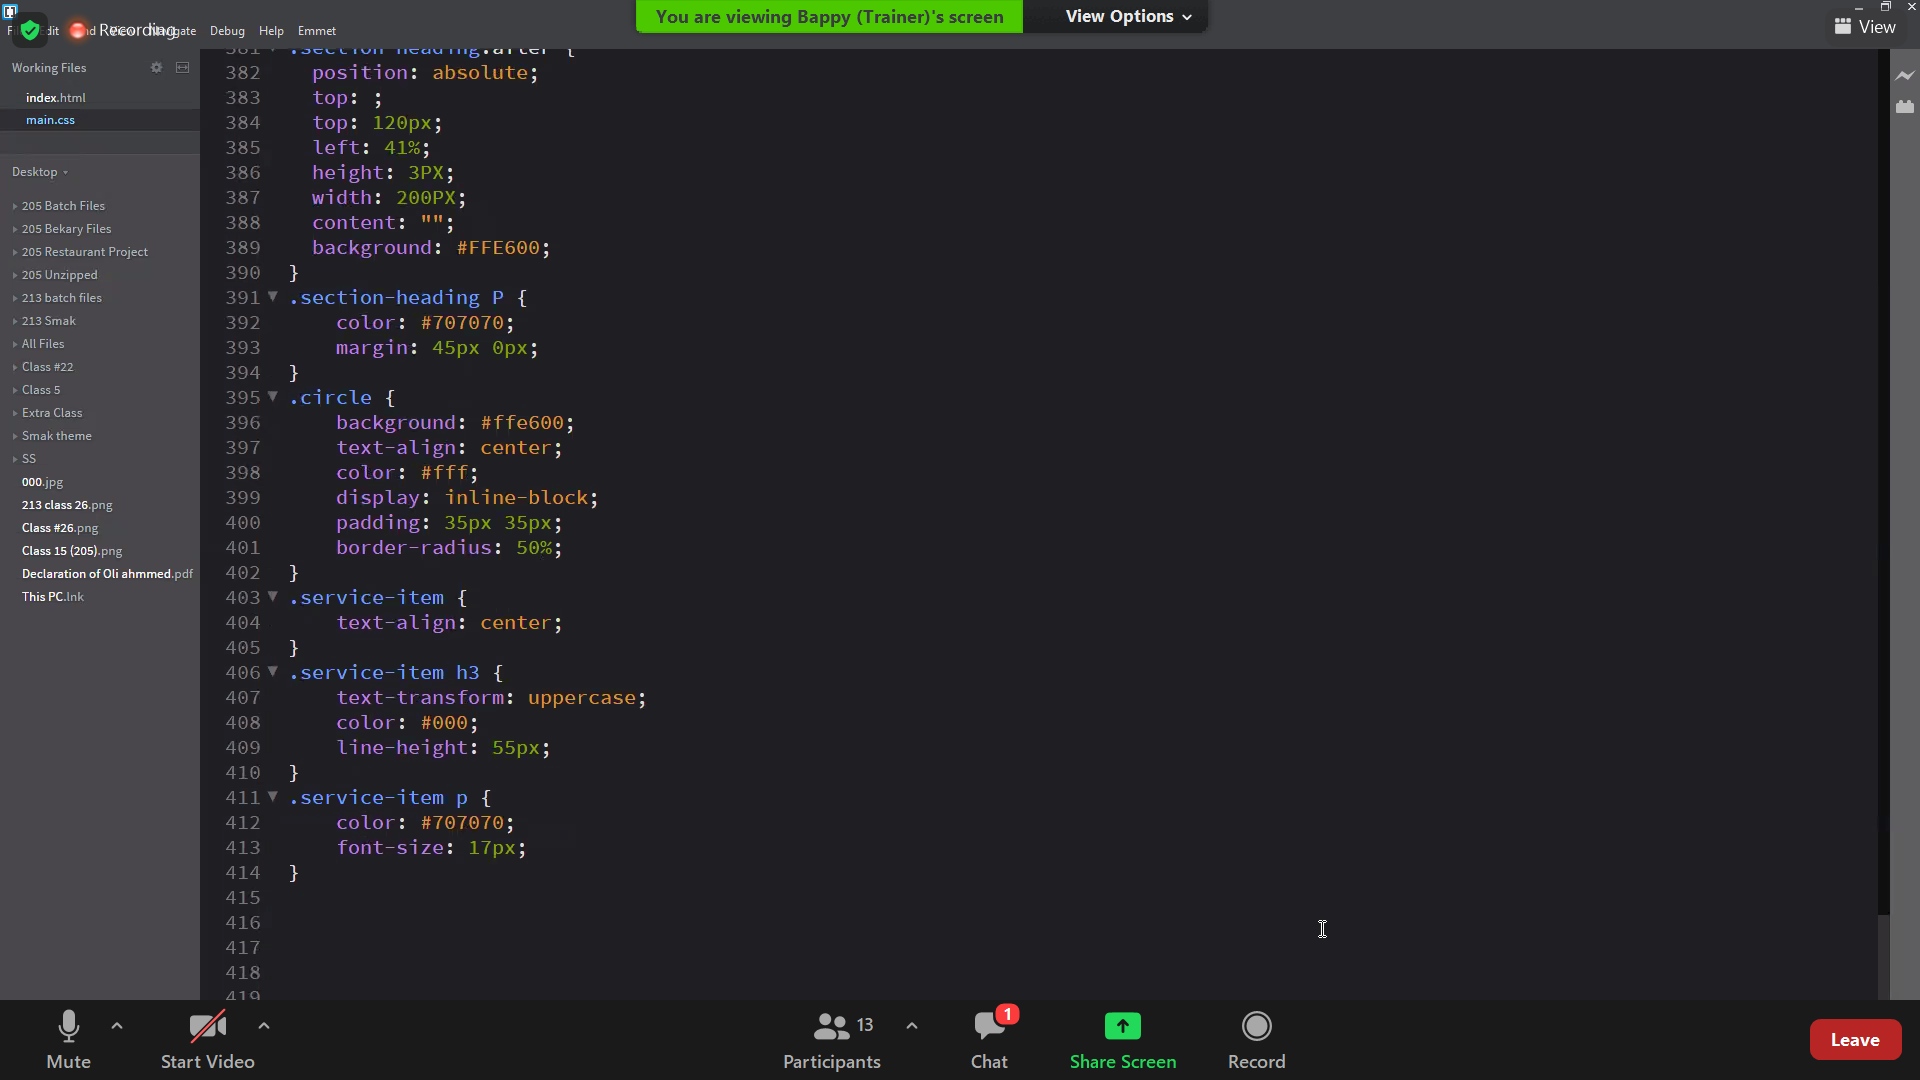 You are viewing Bappy (Trainer)'s screen
View Options
View
Recording
Navigate
Debug
Help
Emmet
Working Files
index.html
main.css
Desktop
205 Batch Files
205 Bekary Files
205 Restaurant Project
205 Unzipped
213 batch files
213 Smak
All Files
Class #22
Class 5
Extra Class
Smak theme
SS
000.jpg
213 class 26.png
Class #26.png
Class 15 (205).png
Declaration of Oli ahmmed.pdf
This PC.lnk
381 .section-heading:after {
382 position: absolute;
383 top: ;
384 top: 120px;
385 left: 41%;
386 height: 3PX;
387 width: 200PX;
388 content: "";
389 background: #FFE600;
390 }
391 .section-heading P {
392 color: #707070;
393 margin: 45px 0px;
394 }
395 .circle {
396 background: #ffe600;
397 text-align: center;
398 color: #fff;
399 display: inline-block;
400 padding: 35px 35px;
401 border-radius: 50%;
402 }
403 .service-item {
404 text-align: center;
405 }
406 .service-item h3 {
407 text-transform: uppercase;
408 color: #000;
409 line-height: 55px;
410 }
411 .service-item p {
412 color: #707070;
413 font-size: 17px;
414 }
415
416
417
418
419
Mute
Start Video
13
Participants
1
Chat
Share Screen
Record
Leave